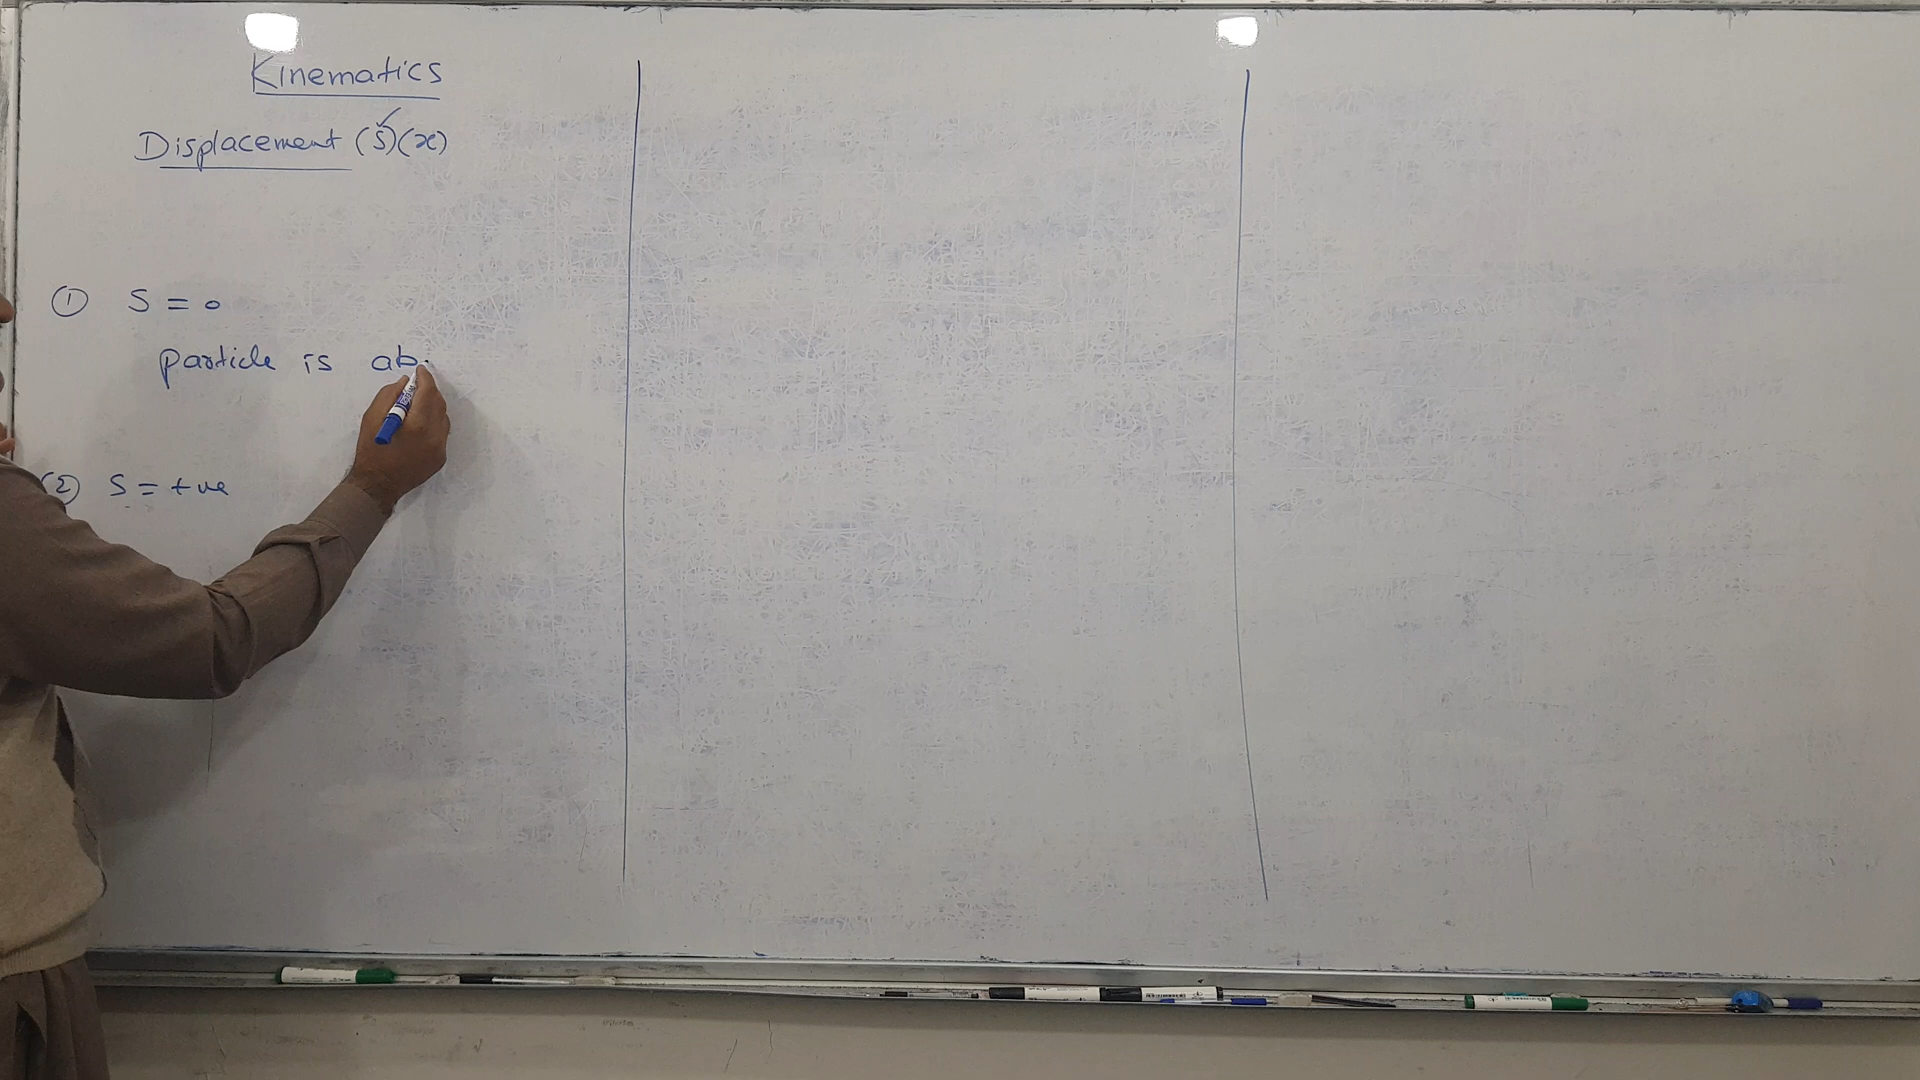 Kinematics
Displacement (S)(x)
① S = 0
particle is ab
(2) S = +ve